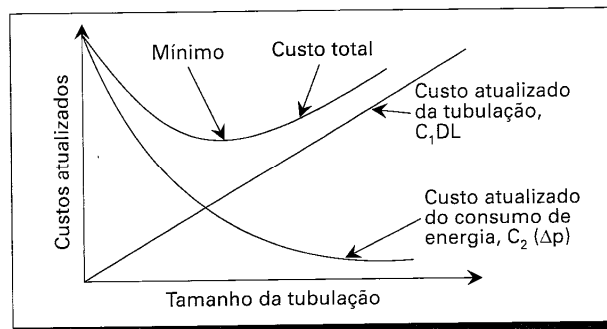 Custos atualizados
Mínimo
Custo total
Custo atualizado
da tubulação,
C₁DL
Custo atualizado
do consumo de
energia, C₂ (Δp)
Tamanho da tubulação